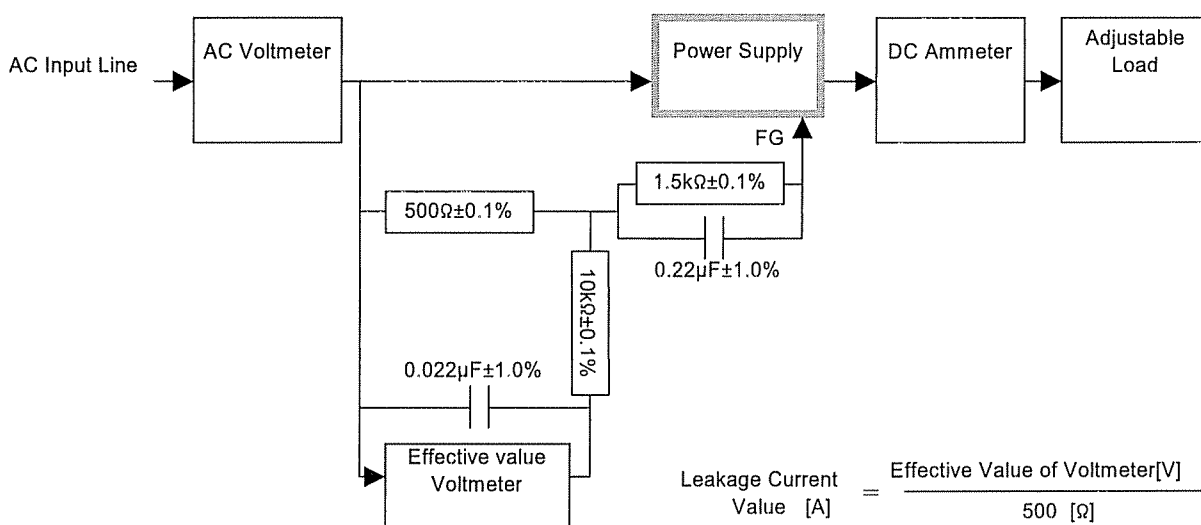 AC Input Line
AC Voltmeter
Power Supply
DC Ammeter
Adjustable
Load
FG
1.5kΩ±0.1%
500Ω±0.1%
0.22µF±1.0%
10kΩ±0.1%
0.022µF±1.0%
Effective value
Voltmeter
Leakage Current
Value [A]
=
Effective Value of Voltmeter[V]
500 [Ω]